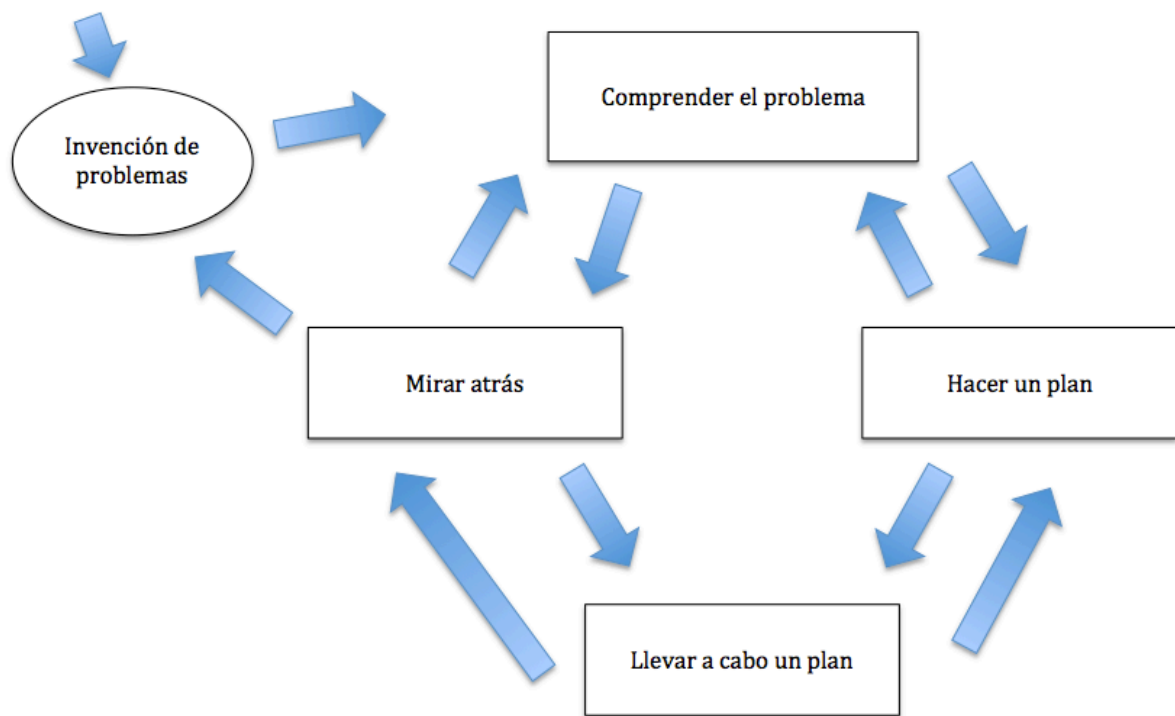 Comprender el problema
Invención de
problemas
Mirar atrás
Hacer un plan
Llevar a cabo un plan